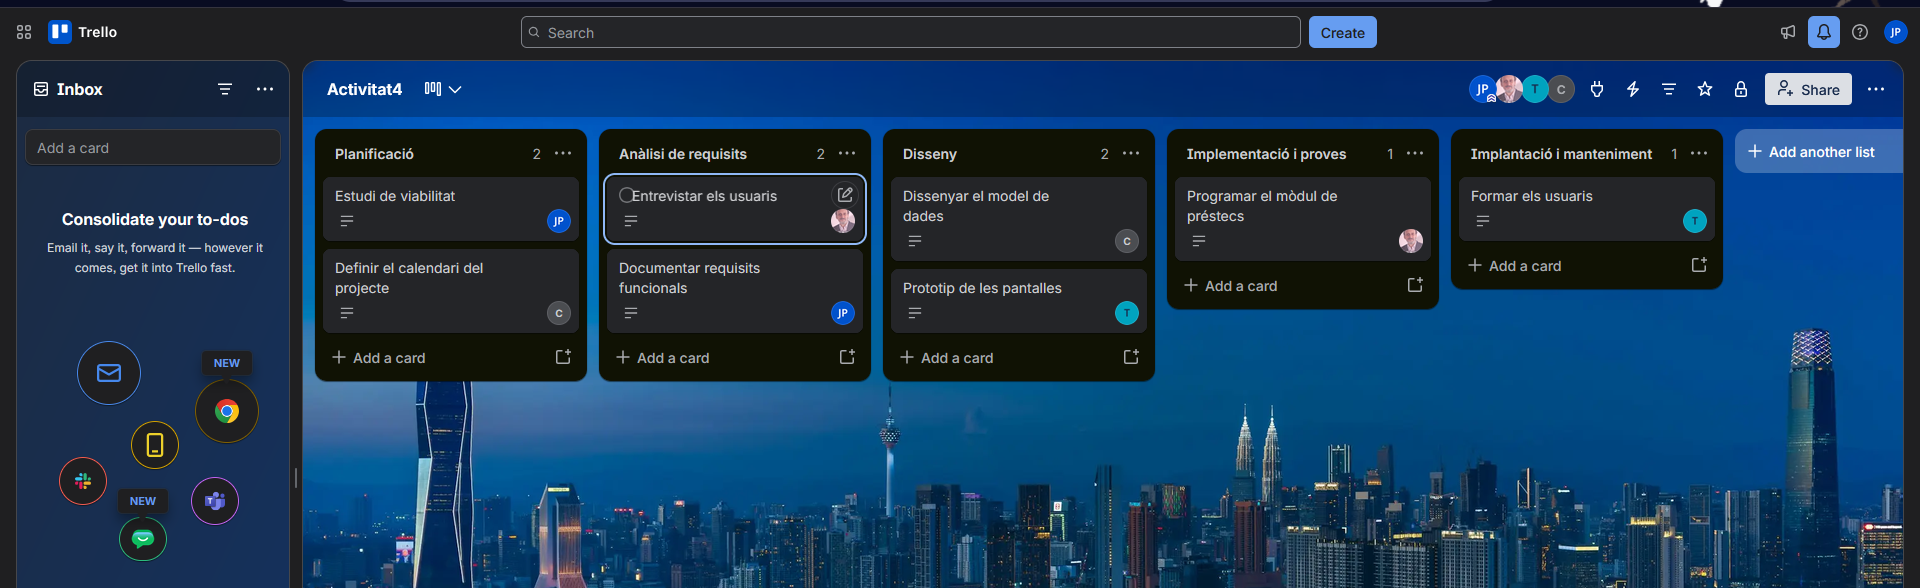 Trello
Search
Create
JP
Inbox
Add a card
Consolidate your to-dos
Email it, say it, forward it — however it
comes, get it into Trello fast.
NEW
NEW
Activitat4
JP
T
C
Share
Planificació
2
Estudi de viabilitat
JP
Definir el calendari del
projecte
C
Add a card
Anàlisi de requisits
2
Entrevistar els usuaris
Documentar requisits
funcionals
JP
Add a card
Disseny
2
Dissenyar el model de
dades
C
Prototip de les pantalles
T
Add a card
Implementació i proves
1
Programar el mòdul de
préstecs
Add a card
Implantació i manteniment
1
Formar els usuaris
T
Add a card
Add another list